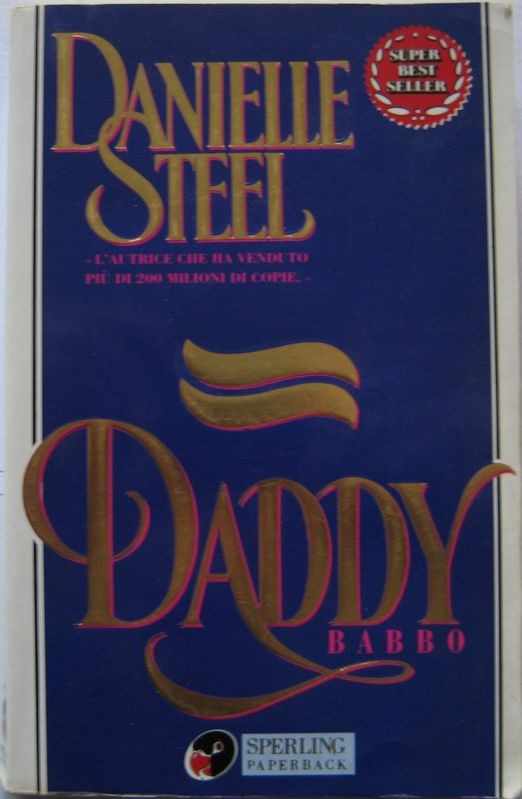 DANIELLE
STEEL
SUPER
BEST
SELLER
« L'AUTRICE CHE HA VENDUTO
PIÙ DI 200 MILIONI DI COPIE. »
DADDY
BABBO
SPERLING
PAPERBACK